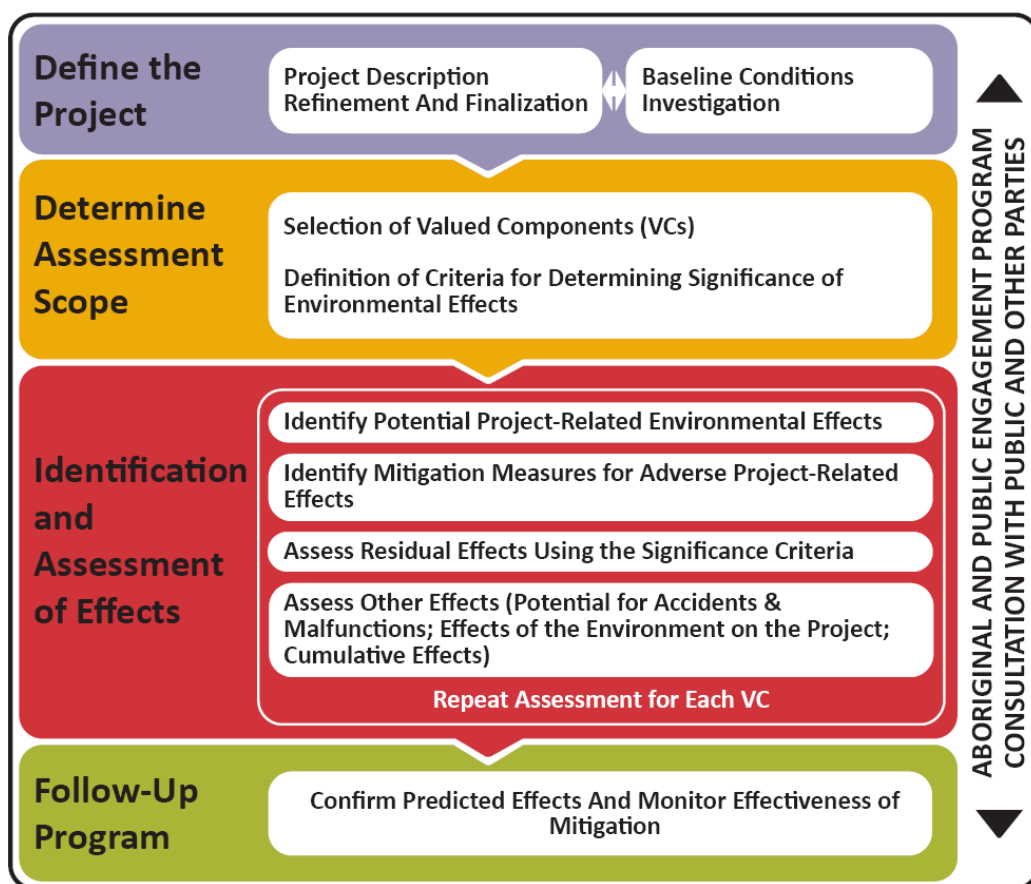 Define the
Project
Project Description
Refinement And Finalization
Baseline Conditions
Investigation
Determine
Assessment
Scope
Selection of Valued Components (VCs)
Definition of Criteria for Determining Significance of
Environmental Effects
Identification
and
Assessment
of Effects
Identify Potential Project-Related Environmental Effects
Identify Mitigation Measures for Adverse Project-Related
Effects
Assess Residual Effects Using the Significance Criteria
Assess Other Effects (Potential for Accidents &
Malfunctions; Effects of the Environment on the Project;
Cumulative Effects)
Repeat Assessment for Each VC
Follow-Up
Program
Confirm Predicted Effects And Monitor Effectiveness of
Mitigation
ABORIGINAL AND PUBLIC ENGAGEMENT PROGRAM
CONSULTATION WITH PUBLIC AND OTHER PARTIES